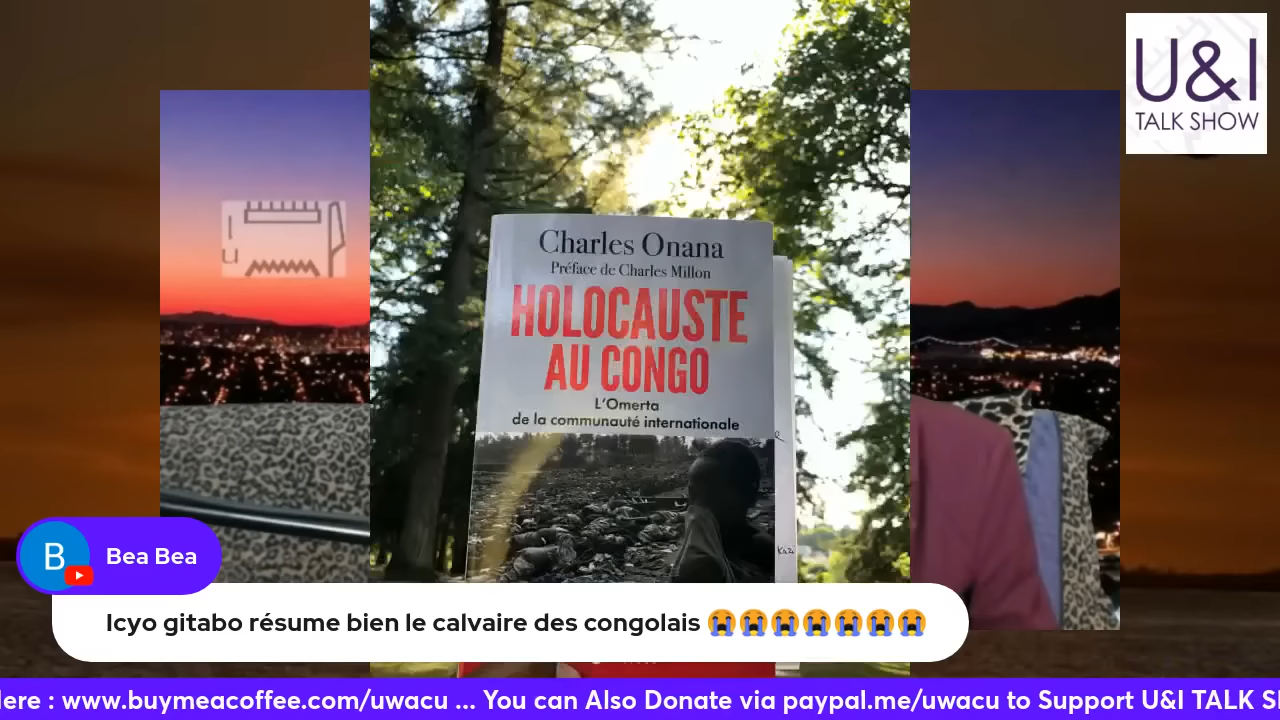 U&I
TALK SHOW
Charles Onana
Préface de Charles Millon
HOLOCAUSTE
AU CONGO
L'Omerta
de la communauté internationale
B
Bea Bea
Icyo gitabo résume bien le calvaire des congolais 😭😭😭😭😭😭😭
Here : www.buymeacoffee.com/uwacu ... You can Also Donate via paypal.me/uwacu to Support U&I TALK S